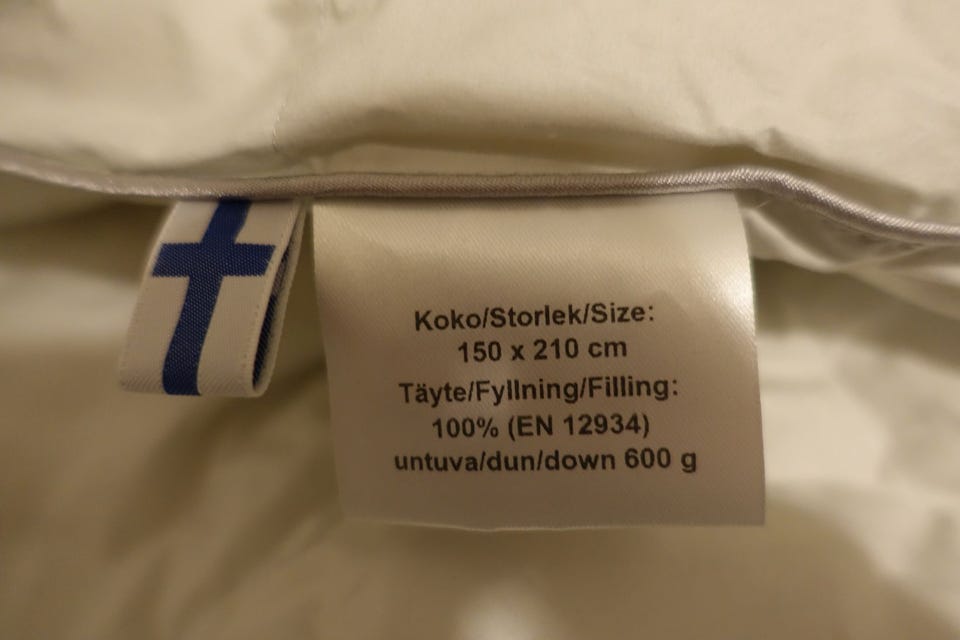 Koko/Storlek/Size:
150 x 210 cm
Täyte/Fyllning/Filling:
100% (EN 12934)
untuva/dun/down 600 g